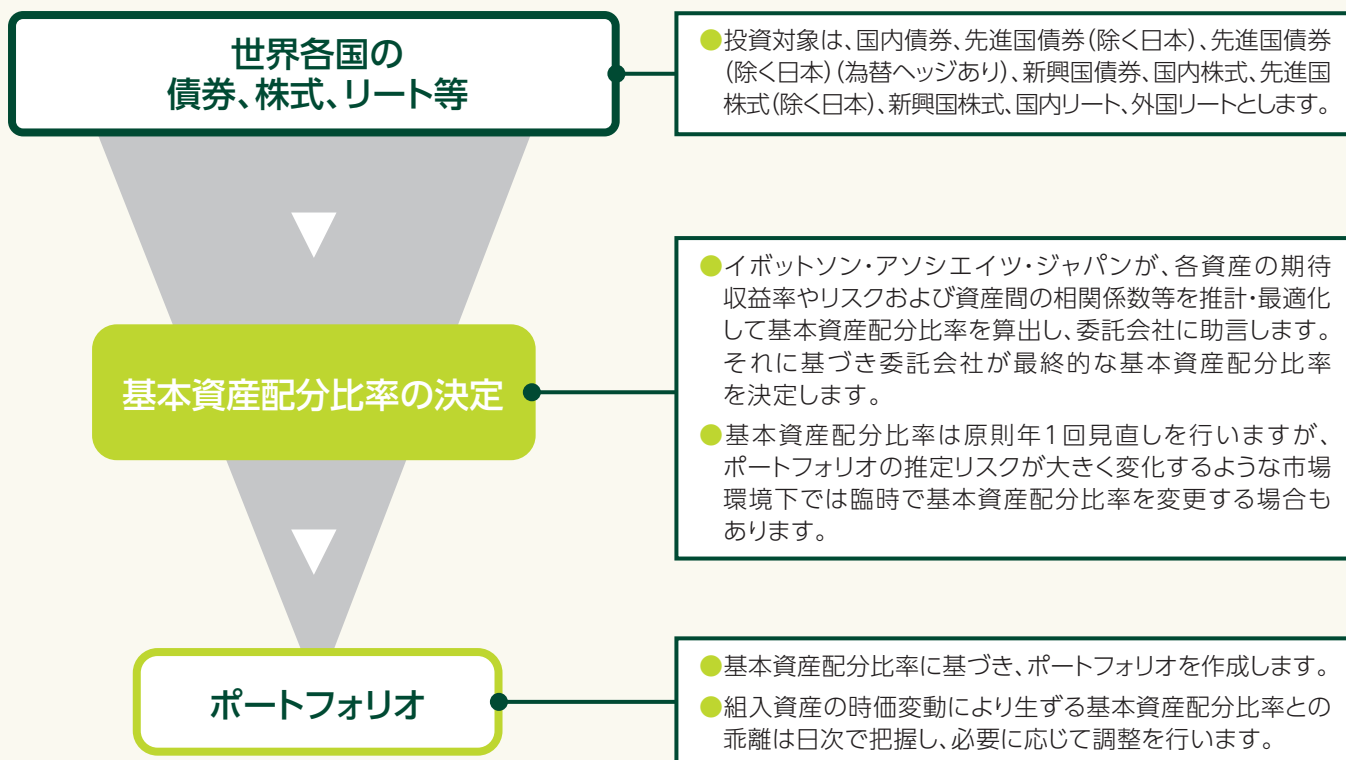 世界各国の
債券、株式、リート等
●投資対象は、国内債券、先進国債券(除く日本)、先進国債券
(除く日本)(為替ヘッジあり)、新興国債券、国内株式、先進国
株式(除く日本)、新興国株式、国内リート、外国リートとします。
基本資産配分比率の決定
●イボットソン・アソシエイツ・ジャパンが、各資産の期待
収益率やリスクおよび資産間の相関係数等を推計・最適化
して基本資産配分比率を算出し、委託会社に助言します。
それに基づき委託会社が最終的な基本資産配分比率
を決定します。
●基本資産配分比率は原則年1回見直しを行いますが、
ポートフォリオの推定リスクが大きく変化するような市場
環境下では臨時で基本資産配分比率を変更する場合も
あります。
ポートフォリオ
●基本資産配分比率に基づき、ポートフォリオを作成します。
●組入資産の時価変動により生ずる基本資産配分比率との
乖離は日次で把握し、必要に応じて調整を行います。